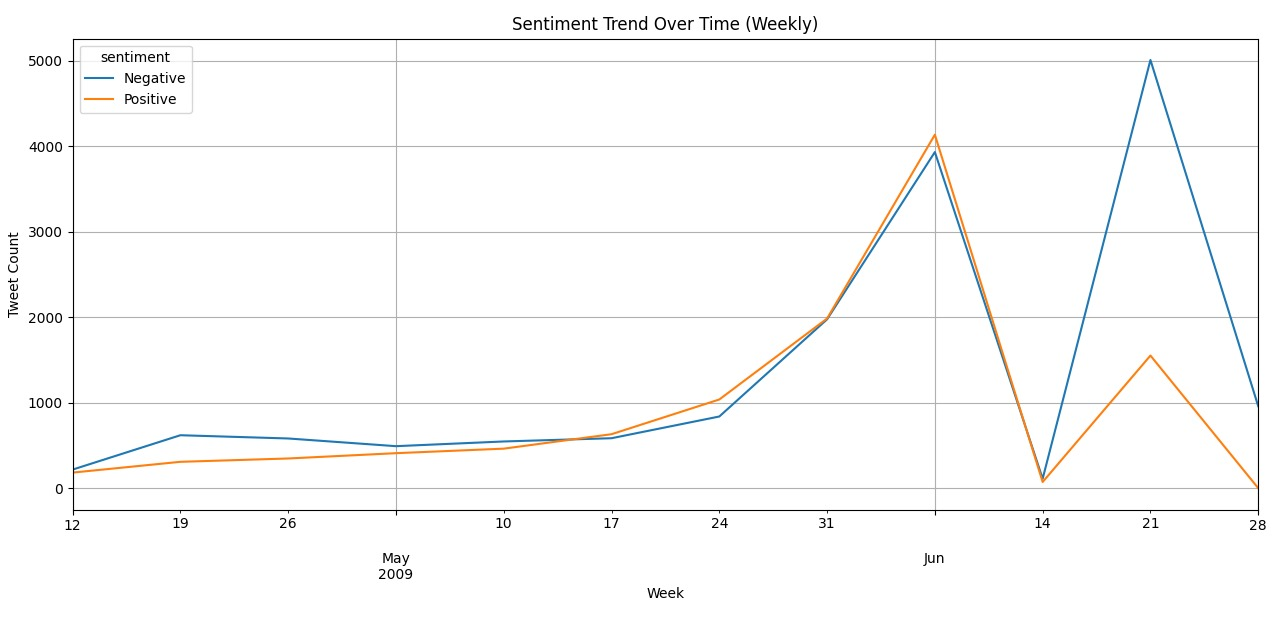 Sentiment Trend Over Time (Weekly)
sentiment
Negative
Positive
5000
4000
3000
2000
1000
0
Tweet Count
12 19 26 10 17 24 31 14 21 28
May Jun
2009
Week